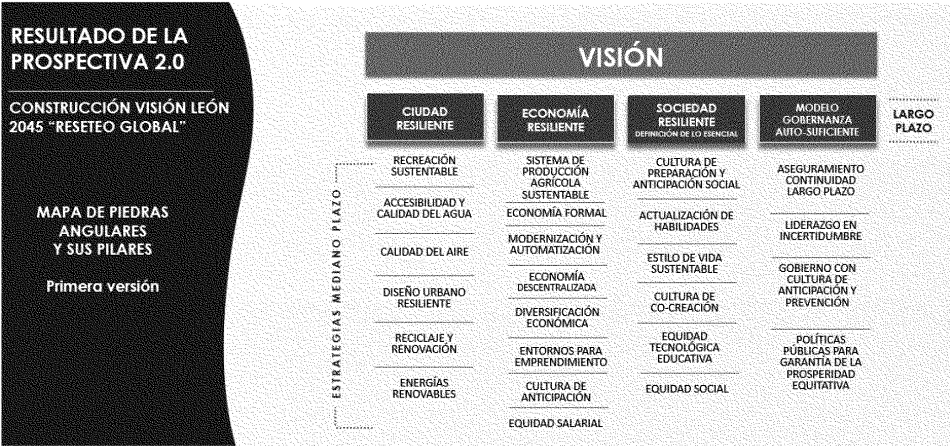 RESULTADO DE LA
PROSPECTIVA 2.0
CONSTRUCCIÓN VISIÓN LEÓN
2045 “RESETEO GLOBAL”
MAPA DE PIEDRAS
ANGULARES
Y SUS PILARES
Primera versión
VISIÓN
CIUDAD
RESILIENTE
ECONOMÍA
RESILIENTE
SOCIEDAD
RESILIENTE
DEFINICIÓN DE LO ESENCIAL
MODELO
GOBERNANZA
AUTO-SUFICIENTE
LARGO
PLAZO
ESTRATEGIAS MEDIANO PLAZO
RECREACIÓN
SUSTENTABLE
ACCESIBILIDAD Y
CALIDAD DEL AGUA
CALIDAD DEL AIRE
DISEÑO URBANO
RESILIENTE
RECICLAJE Y
RENOVACIÓN
ENERGÍAS
RENOVABLES
SISTEMA DE
PRODUCCIÓN
AGRÍCOLA
SUSTENTABLE
ECONOMÍA FORMAL
MODERNIZACIÓN Y
AUTOMATIZACIÓN
ECONOMÍA
DESCENTRALIZADA
DIVERSIFICACIÓN
ECONÓMICA
ENTORNOS PARA
EMPRENDIMIENTO
CULTURA DE
ANTICIPACIÓN
EQUIDAD SALARIAL
CULTURA DE
PREPARACIÓN Y
ANTICIPACIÓN SOCIAL
ACTUALIZACIÓN DE
HABILIDADES
ESTILO DE VIDA
SUSTENTABLE
CULTURA DE
CO-CREACIÓN
EQUIDAD
TECNOLÓGICA
EDUCATIVA
EQUIDAD SOCIAL
ASEGURAMIENTO
CONTINUIDAD
LARGO PLAZO
LIDERAZGO EN
INCERTIDUMBRE
GOBIERNO CON
CULTURA DE
ANTICIPACIÓN Y
PREVENCIÓN
POLÍTICAS
PÚBLICAS PARA
GARANTÍA DE LA
PROSPERIDAD
EQUITATIVA